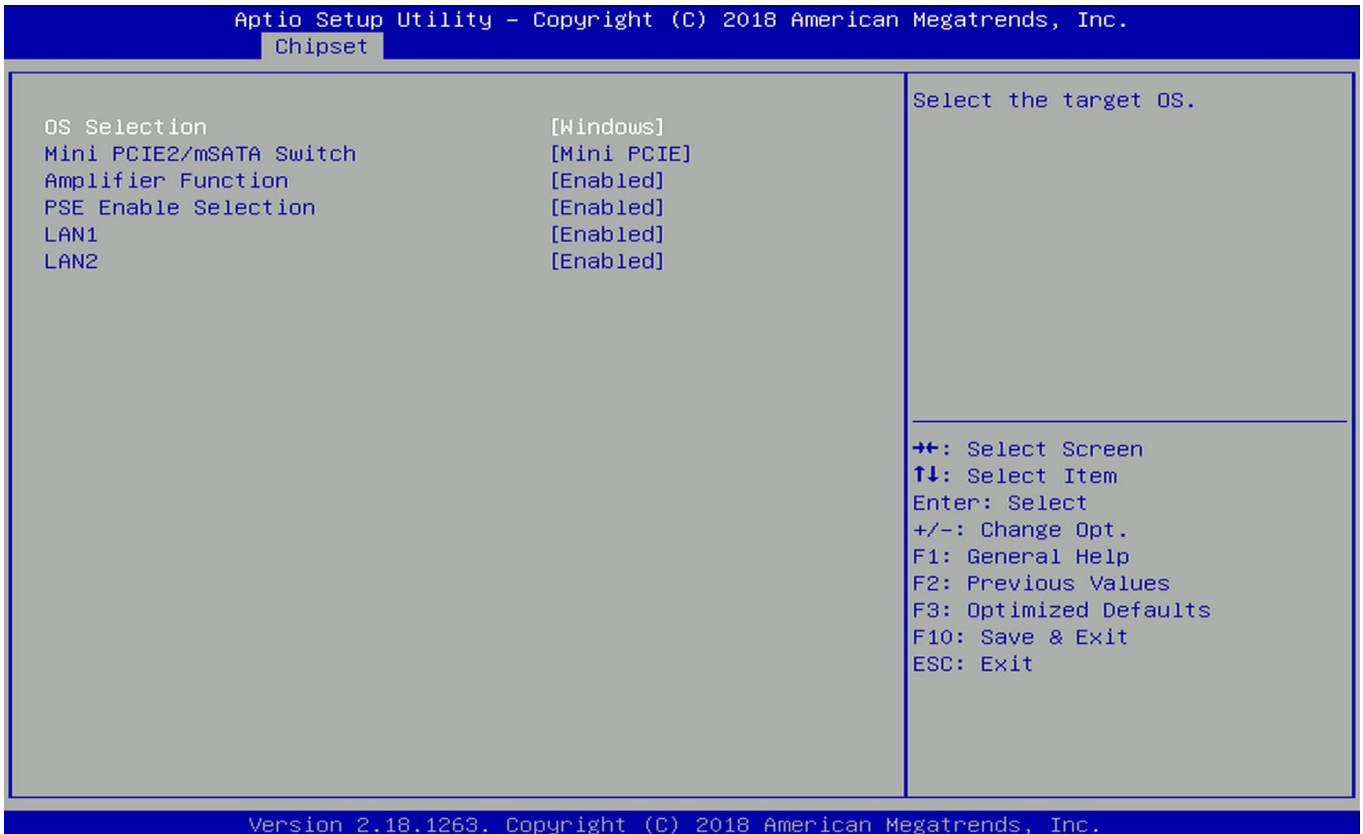 Aptio Setup Utility – Copyright (C) 2018 American Megatrends, Inc.
Chipset
OS Selection [Windows]
Mini PCIE2/mSATA Switch [Mini PCIE]
Amplifier Function [Enabled]
PSE Enable Selection [Enabled]
LAN1 [Enabled]
LAN2 [Enabled]
Select the target OS.
→←: Select Screen
↑↓: Select Item
Enter: Select
+/-: Change Opt.
F1: General Help
F2: Previous Values
F3: Optimized Defaults
F10: Save & Exit
ESC: Exit
Version 2.18.1263. Copyright (C) 2018 American Megatrends, Inc.